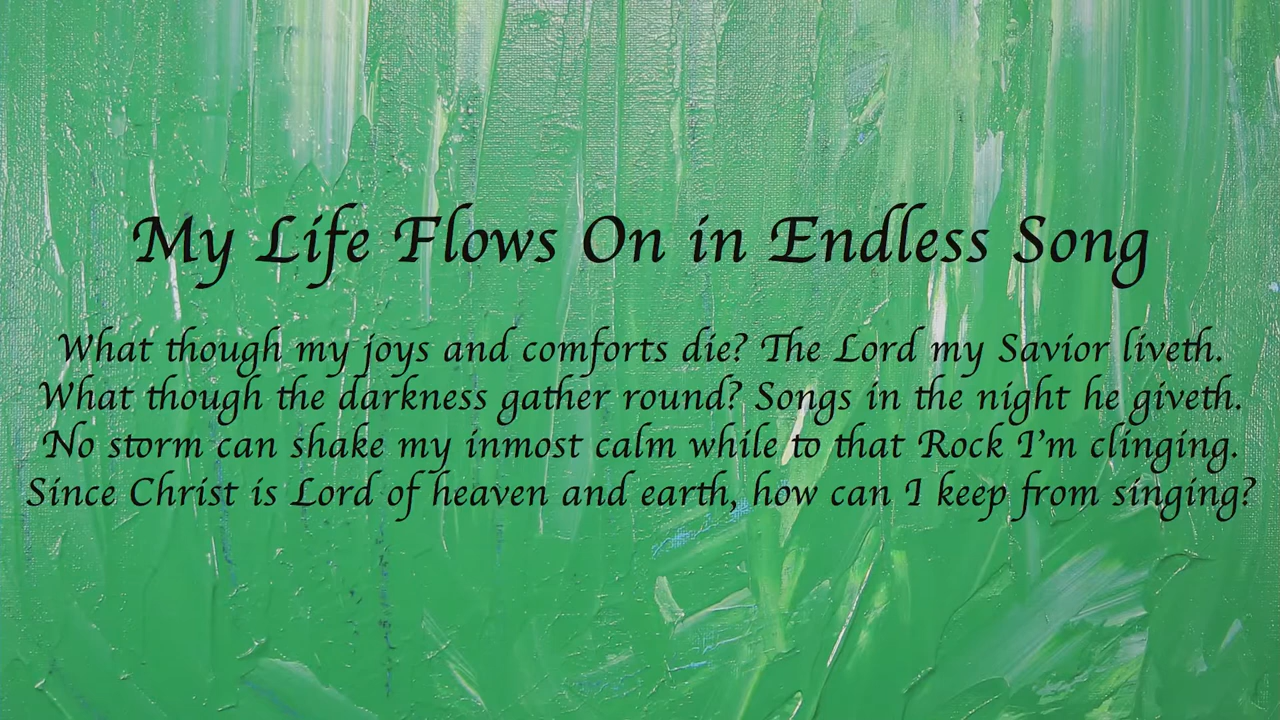 My Life Flows On in Endless Song
What though my joys and comforts die? The Lord my Savior liveth.
What though the darkness gather round? Songs in the night he giveth.
No storm can shake my inmost calm while to that Rock I'm clinging.
Since Christ is Lord of heaven and earth, how can I keep from singing?